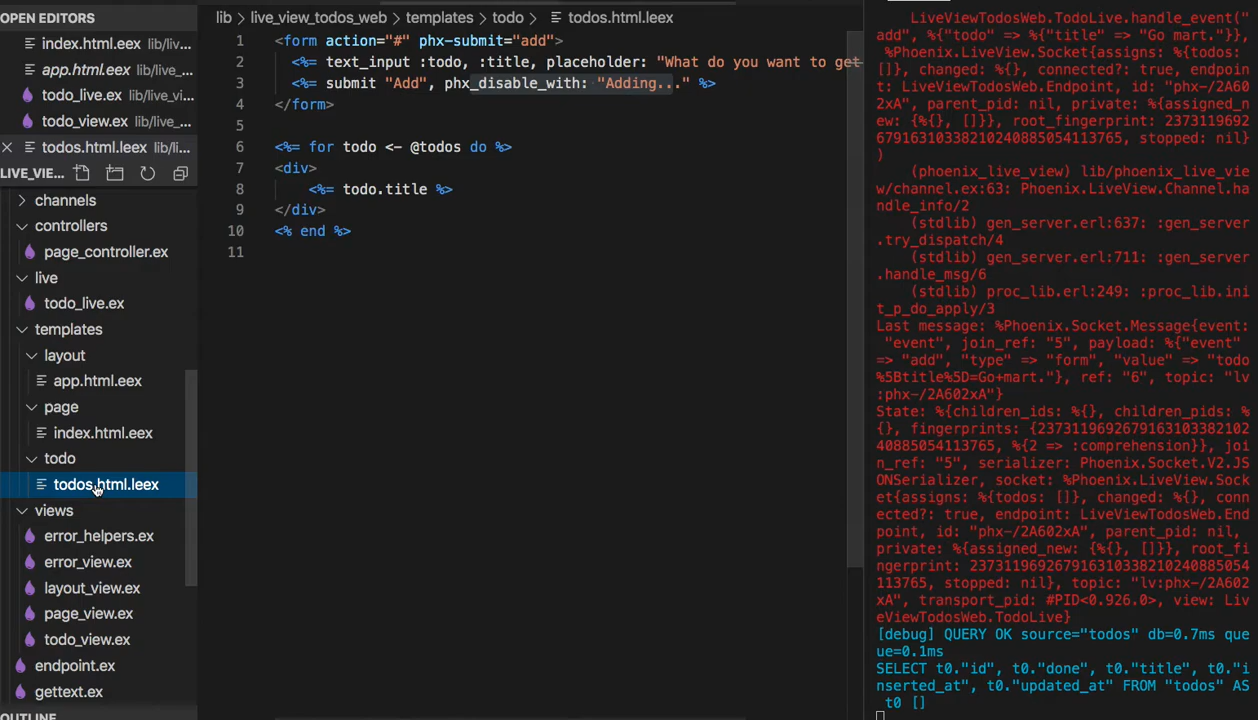 OPEN EDITORS
index.html.eex lib/liv...
app.html.eex lib/live_...
todo_live.ex lib/live_vi...
todo_view.ex lib/live_...
todos.html.leex lib/li...
LIVE_VIE...
channels
controllers
page_controller.ex
live
todo_live.ex
templates
layout
app.html.eex
page
index.html.eex
todo
todos.html.leex
views
error_helpers.ex
error_view.ex
layout_view.ex
page_view.ex
todo_view.ex
endpoint.ex
gettext.ex
OUTLINE
lib > live_view_todos_web > templates > todo > todos.html.leex
1 <form action="#" phx-submit="add">
2 <%= text_input :todo, :title, placeholder: "What do you want to get
3 <%= submit "Add", phx_disable_with: "Adding..." %>
4 </form>
5
6 <%= for todo <- @todos do %>
7 <div>
8 <%= todo.title %>
9 </div>
10 <% end %>
11
LiveViewTodosWeb.TodoLive.handle_event("
add", %{"todo" => %{"title" => "Go mart."}},
%Phoenix.LiveView.Socket{assigns: %{todos:
[]}, changed: %{}, connected?: true, endpoin
t: LiveViewTodosWeb.Endpoint, id: "phx-/2A60
2xA", parent_pid: nil, private: %{assigned_n
ew: {%{}, []}}, root_fingerprint: 2373119692
67916310338210240885054113765, stopped: nil}
)
(phoenix_live_view) lib/phoenix_live_vie
w/channel.ex:63: Phoenix.LiveView.Channel.ha
ndle_info/2
(stdlib) gen_server.erl:637: :gen_server
.try_dispatch/4
(stdlib) gen_server.erl:711: :gen_server
.handle_msg/6
(stdlib) proc_lib.erl:249: :proc_lib.ini
t_p_do_apply/3
Last message: %Phoenix.Socket.Message{event:
"event", join_ref: "5", payload: %{"event"
=> "add", "type" => "form", "value" => "todo
%5Btitle%5D=Go+mart."}, ref: "6", topic: "lv
:phx-/2A602xA"}
State: %{children_ids: %{}, children_pids: %
{}, fingerprints: {2373119692679163103382102
40885054113765, %{2 => :comprehension}}, joi
n_ref: "5", serializer: Phoenix.Socket.V2.JS
ONSerializer, socket: %Phoenix.LiveView.Sock
et{assigns: %{todos: []}, changed: %{}, conn
ected?: true, endpoint: LiveViewTodosWeb.End
point, id: "phx-/2A602xA", parent_pid: nil,
private: %{assigned_new: {%{}, []}}, root_fi
ngerprint: 237311969267916310338210240885054
113765, stopped: nil}, topic: "lv:phx-/2A602
xA", transport_pid: #PID<0.926.0>, view: Liv
eViewTodosWeb.TodoLive}
[debug] QUERY OK source="todos" db=0.7ms que
ue=0.1ms
SELECT t0."id", t0."done", t0."title", t0."i
nserted_at", t0."updated_at" FROM "todos" AS
t0 []